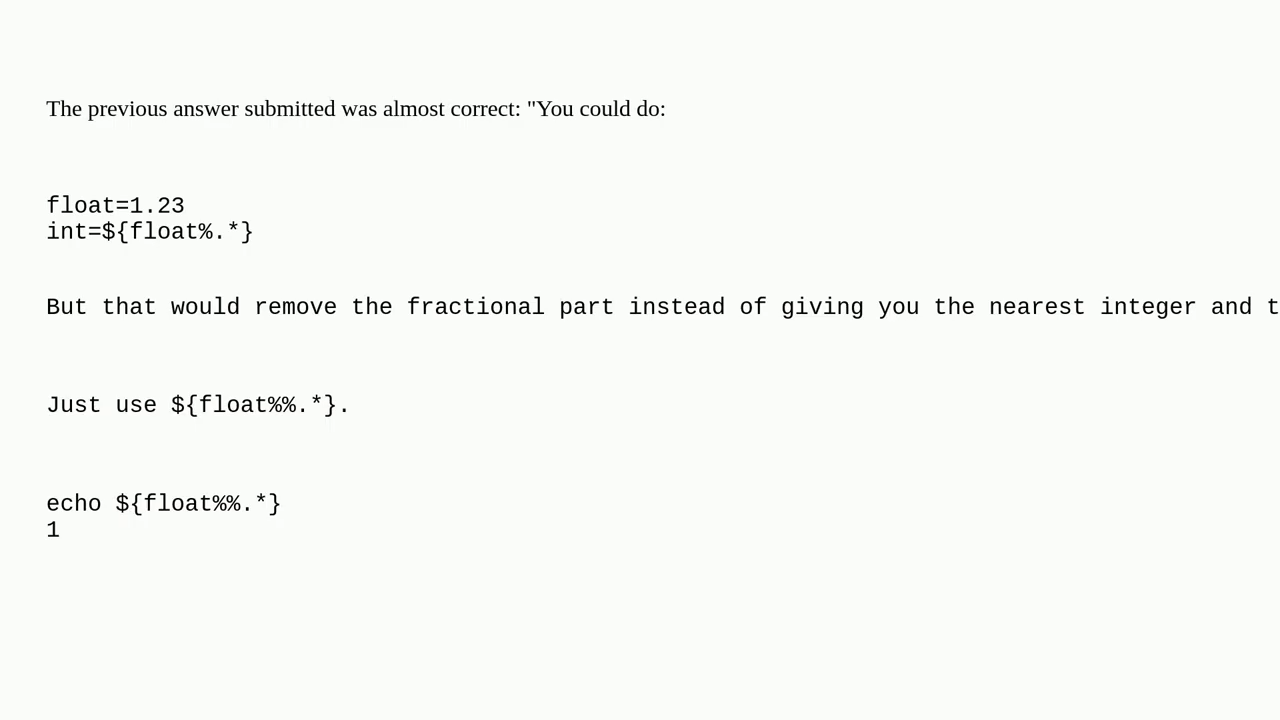 The previous answer submitted was almost correct: "You could do:
float=1.23
int=${float%.*}
But that would remove the fractional part instead of giving you the nearest integer and
Just use ${float%%.*}.
echo ${float%%.*}
1